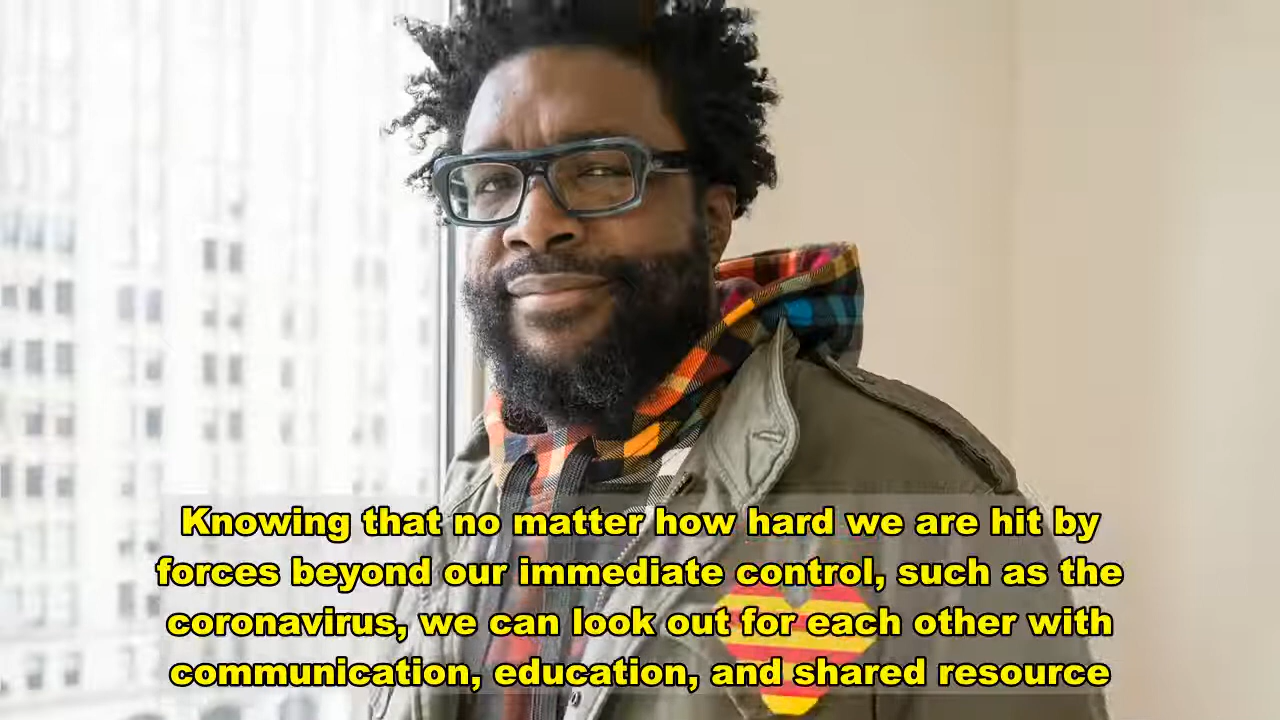 Knowing that no matter how hard we are hit by
forces beyond our immediate control, such as the
coronavirus, we can look out for each other with
communication, education, and shared resource